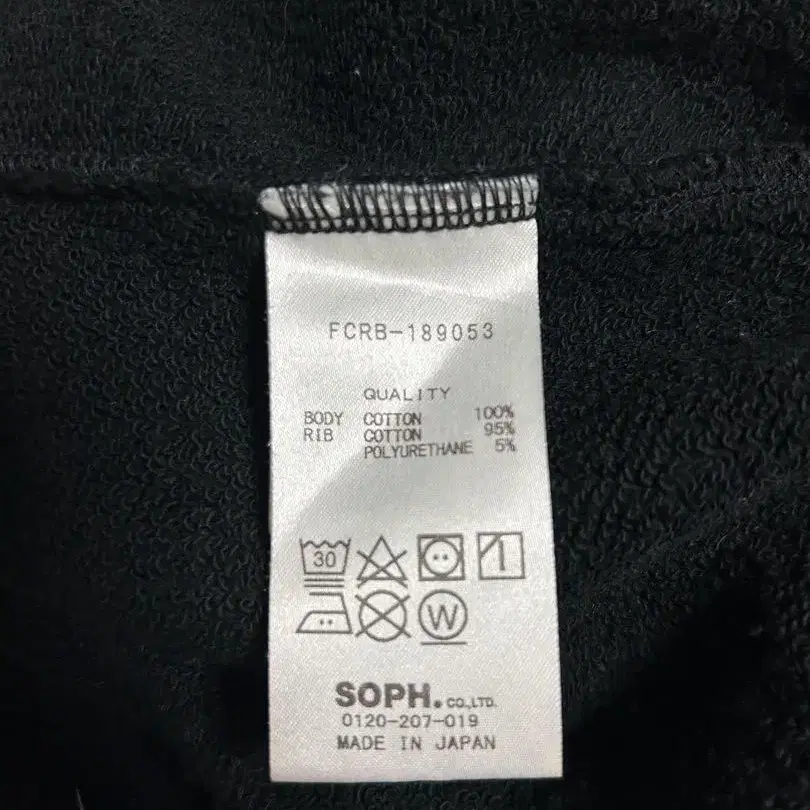 FCRB-189053
QUALITY
BODY COTTON 100%
RIB COTTON 95%
POLYURETHANE 5%
30
W
SOPH. CO.,LTD.
0120-207-019
MADE IN JAPAN